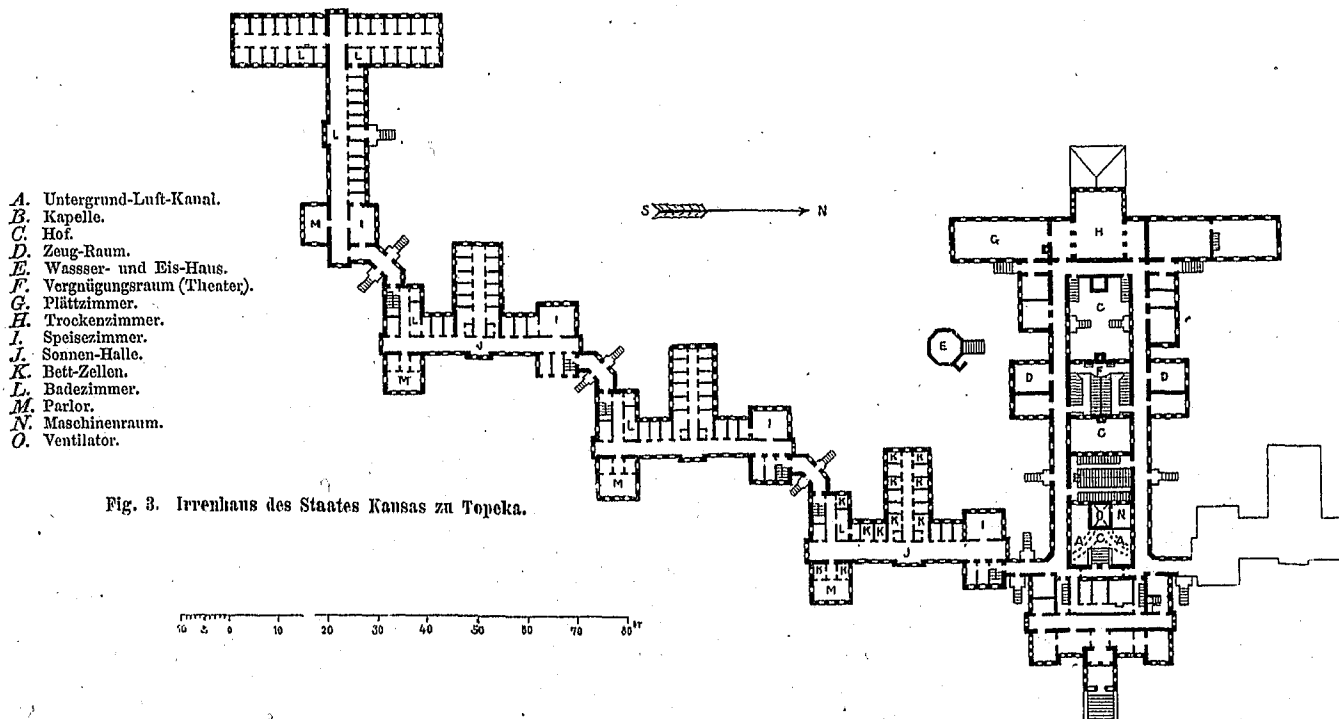 L L
L
M I
A. Untergrund-Luft-Kanal.
B. Kapelle.
C. Hof.
D. Zeug-Raum.
E. Wassser- und Eis-Haus.
F. Vergnügungsraum (Theater).
G. Plättzimmer.
H. Trockenzimmer.
I. Speisezimmer.
J. Sonnen-Halle.
K. Bett-Zellen.
L. Badezimmer.
M. Parlor.
N. Maschinenraum.
O. Ventilator.
S N
G H
C
L I
J
M
E
D F D
C
L I
M
Fig. 3. Irrenhaus des Staates Kansas zu Topeka.
K K
K K
K K K K
K
L I
J
K K
M
N
A C A
10 5 0 10 20 30 40 50 60 70 80